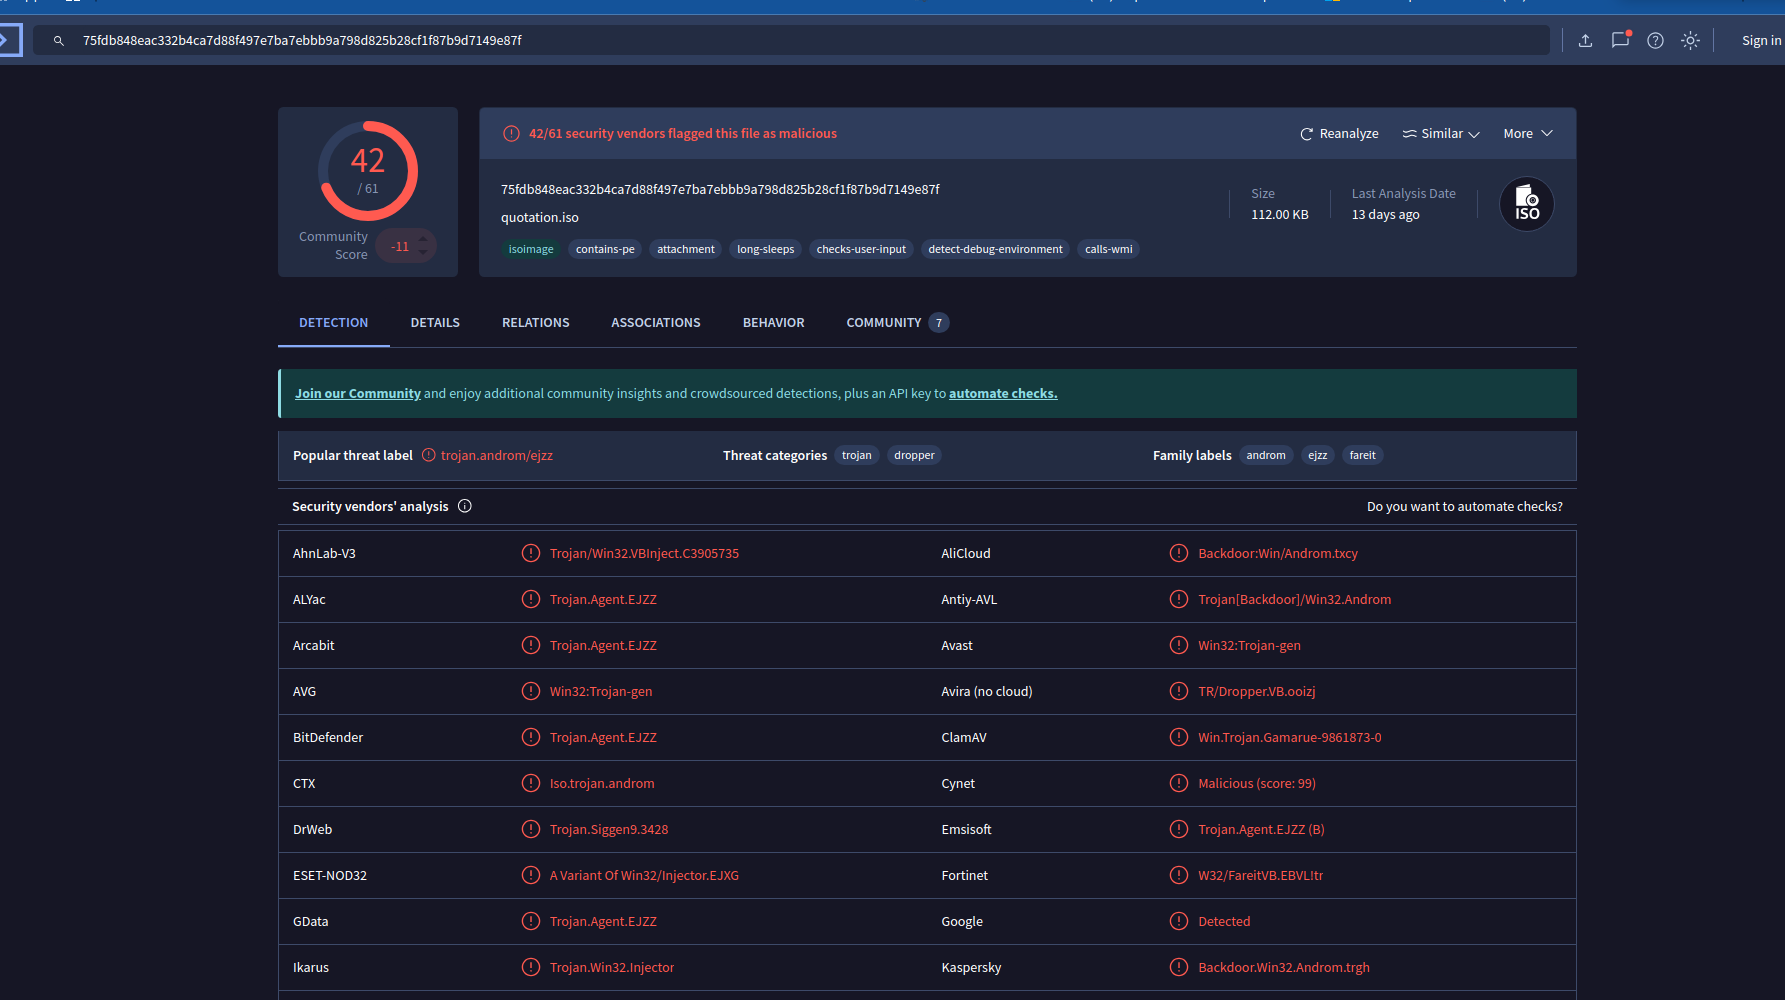 75fdb848eac332b4ca7d88f497e7ba7ebbb9a798d825b28cf1f87b9d7149e87f
Sign in
42
/ 61
Community
Score
-11
42/61 security vendors flagged this file as malicious
Reanalyze
Similar
More
75fdb848eac332b4ca7d88f497e7ba7ebbb9a798d825b28cf1f87b9d7149e87f
quotation.iso
isoimage contains-pe attachment long-sleeps checks-user-input detect-debug-environment calls-wmi
Size
112.00 KB
Last Analysis Date
13 days ago
ISO
DETECTION DETAILS RELATIONS ASSOCIATIONS BEHAVIOR COMMUNITY 7
Join our Community and enjoy additional community insights and crowdsourced detections, plus an API key to automate checks.
Popular threat label trojan.androm/ejzz Threat categories trojan dropper Family labels androm ejzz fareit
Security vendors' analysis Do you want to automate checks?
AhnLab-V3 Trojan/Win32.VBInject.C3905735 AliCloud Backdoor:Win/Androm.txcy
ALYac Trojan.Agent.EJZZ Antiy-AVL Trojan[Backdoor]/Win32.Androm
Arcabit Trojan.Agent.EJZZ Avast Win32:Trojan-gen
AVG Win32:Trojan-gen Avira (no cloud) TR/Dropper.VB.ooizj
BitDefender Trojan.Agent.EJZZ ClamAV Win.Trojan.Gamarue-9861873-0
CTX Iso.trojan.androm Cynet Malicious (score: 99)
DrWeb Trojan.Siggen9.3428 Emsisoft Trojan.Agent.EJZZ (B)
ESET-NOD32 A Variant Of Win32/Injector.EJXG Fortinet W32/FareitVB.EBVL!tr
GData Trojan.Agent.EJZZ Google Detected
Ikarus Trojan.Win32.Injector Kaspersky Backdoor.Win32.Androm.trgh